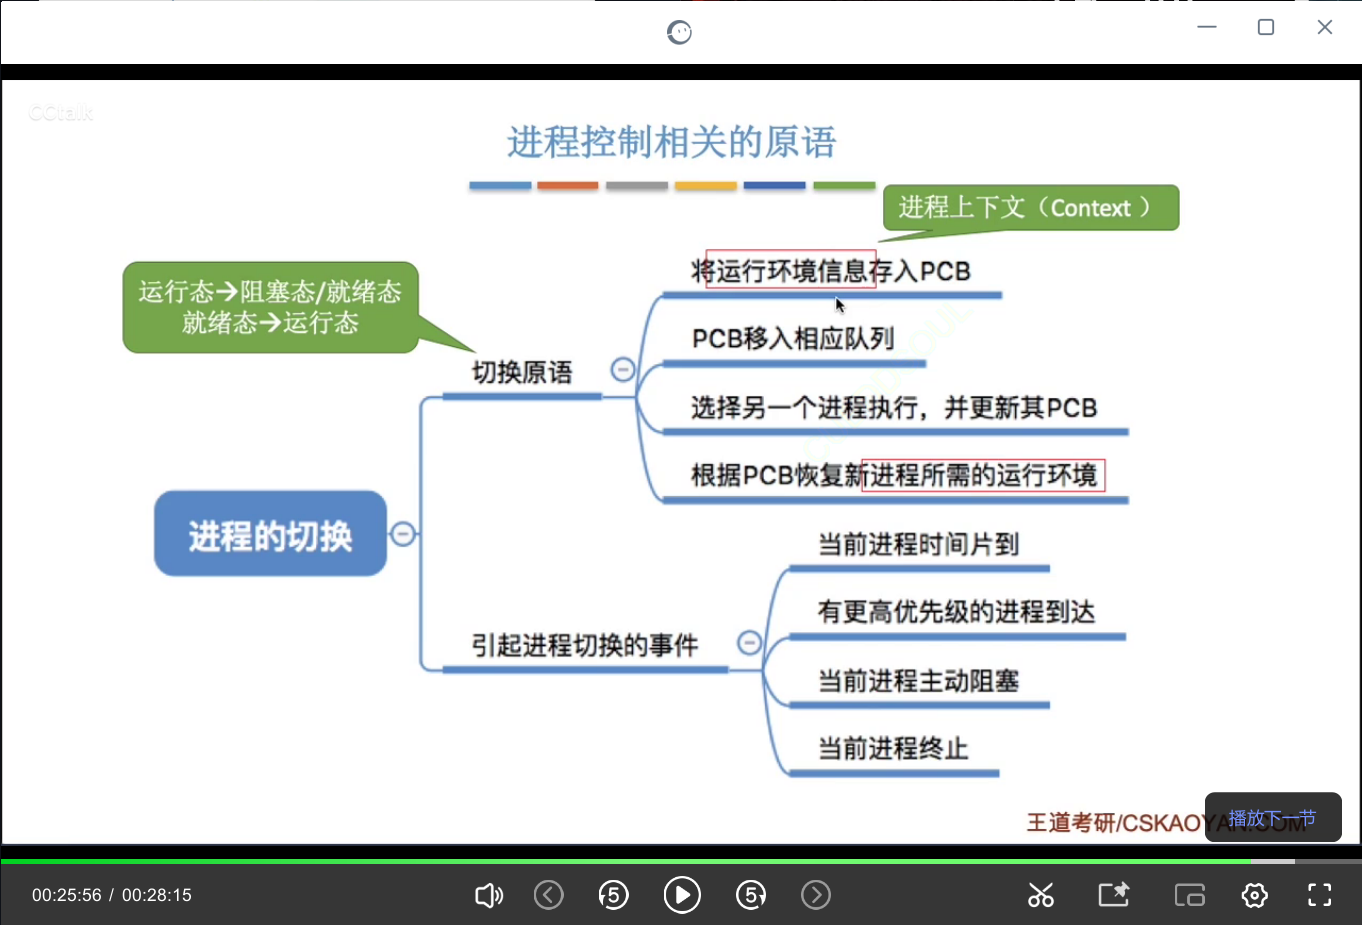 CCtalk
进程控制相关的原语
进程上下文（Context ）
将运行环境信息存入PCB
运行态→阻塞态/就绪态
就绪态→运行态
PCB移入相应队列
切换原语
选择另一个进程执行，并更新其PCB
根据PCB恢复新进程所需的运行环境
进程的切换
当前进程时间片到
有更高优先级的进程到达
引起进程切换的事件
当前进程主动阻塞
当前进程终止
王道考研/CSKAOYAN.COM
播放下一节
00:25:56 / 00:28:15
5
5